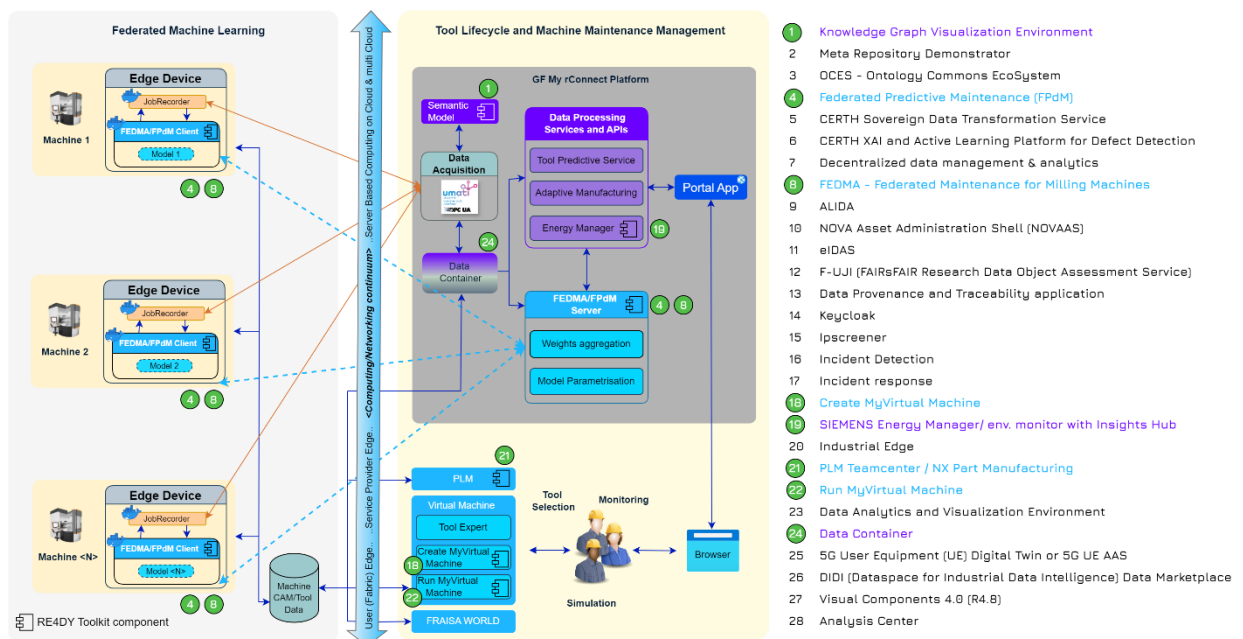 Federated Machine Learning
Edge Device
JobRecorder
FEDMA/FPdM Client
Model 1
Machine 1
4 8
Edge Device
JobRecorder
FEDMA/FPdM Client
Model 2
Machine 2
4 8
Edge Device
JobRecorder
FEDMA/FPdM Client
Model <N>
Machine <N>
4 8
Machine
CAM/Tool
Data
RE4DY Toolkit component
User (Fabric) Edge.. ..Service Provider Edge.. <Computing/Networking continuum> ..Server Based Computing on Cloud & multi Cloud
Tool Lifecycle and Machine Maintenance Management
GF My rConnect Platform
1
Semantic
Model
Data
Acquisition
umati
OPC UA
24
Data
Container
Data Processing
Services and APIs
Tool Predictive Service
Adaptive Manufacturing
Energy Manager
19
Portal App
FEDMA/FPdM
Server
4 8
Weights aggregation
Model Parametrisation
21
PLM
Virtual Machine
Tool Expert
Create MyVirtual
Machine
18
Run MyVirtual
Machine
22
FRAISA WORLD
Tool
Selection
Monitoring
Simulation
Browser
1 Knowledge Graph Visualization Environment
2 Meta Repository Demonstrator
3 OCES - Ontology Commons EcoSystem
4 Federated Predictive Maintenance (FPdM)
5 CERTH Sovereign Data Transformation Service
6 CERTH XAI and Active Learning Platform for Defect Detection
7 Decentralized data management & analytics
8 FEDMA - Federated Maintenance for Milling Machines
9 ALIDA
10 NOVA Asset Administration Shell (NOVAAS)
11 eIDAS
12 F-UJI (FAIRsFAIR Research Data Object Assessment Service)
13 Data Provenance and Traceability application
14 Keycloak
15 Ipscreener
16 Incident Detection
17 Incident response
18 Create MyVirtual Machine
19 SIEMENS Energy Manager/ env. monitor with Insights Hub
20 Industrial Edge
21 PLM Teamcenter / NX Part Manufacturing
22 Run MyVirtual Machine
23 Data Analytics and Visualization Environment
24 Data Container
25 5G User Equipment (UE) Digital Twin or 5G UE AAS
26 DIDI (Dataspace for Industrial Data Intelligence) Data Marketplace
27 Visual Components 4.0 (R4.8)
28 Analysis Center